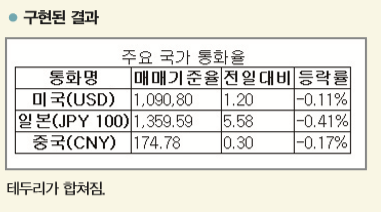 구현된 결과
주요 국가 통화율
통화명 매매기준율 전일대비 등락률
미국(USD) 1,090,80 1.20 -0.11%
일본(JPY 100) 1,359.59 5.58 -0.41%
중국(CNY) 174.78 0.30 -0.17%
테두리가 합쳐짐.